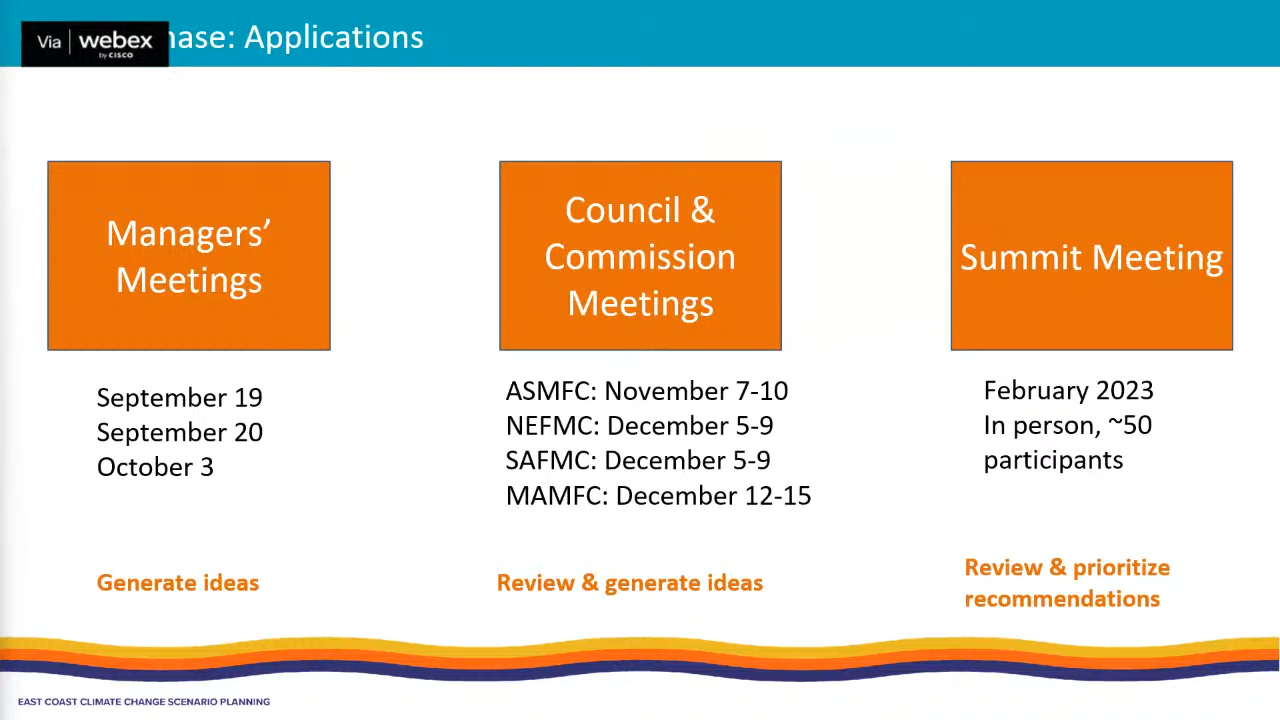 Via webex
by CISCO
: Applications
Managers’
Meetings
Council &
Commission
Meetings
Summit Meeting
September 19
September 20
October 3
ASMFC: November 7-10
NEFMC: December 5-9
SAFMC: December 5-9
MAMFC: December 12-15
February 2023
In person, ~50
participants
Generate ideas
Review & generate ideas
Review & prioritize
recommendations
EAST COAST CLIMATE CHANGE SCENARIO PLANNING